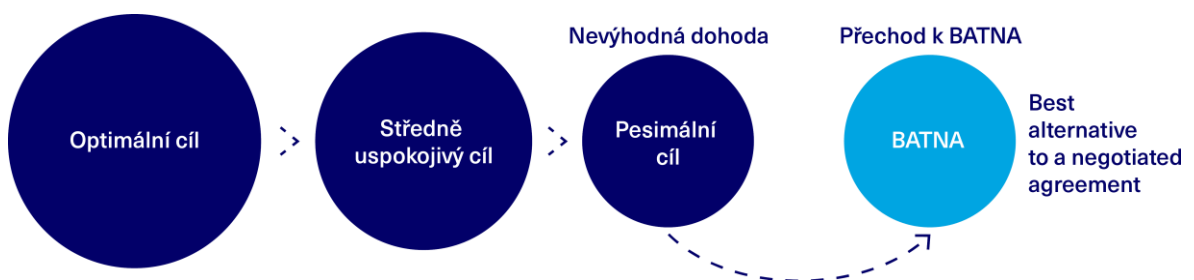 Optimální cíl
Středně
uspokojivý cíl
Nevýhodná dohoda
Pesimální
cíl
Přechod k BATNA
BATNA
Best
alternative
to a negotiated
agreement